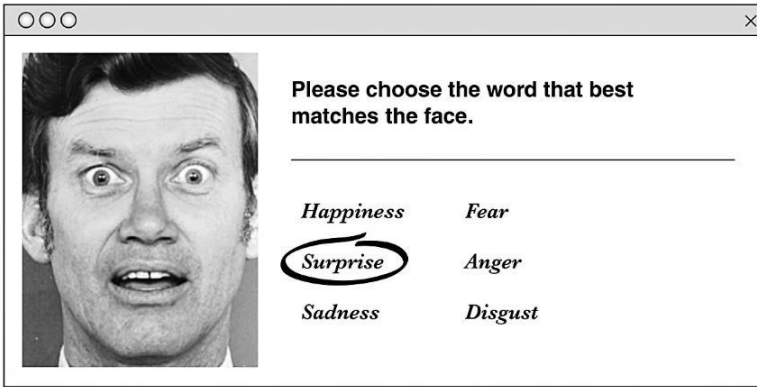 Please choose the word that best
matches the face.
Happiness Fear
Surprise Anger
Sadness Disgust